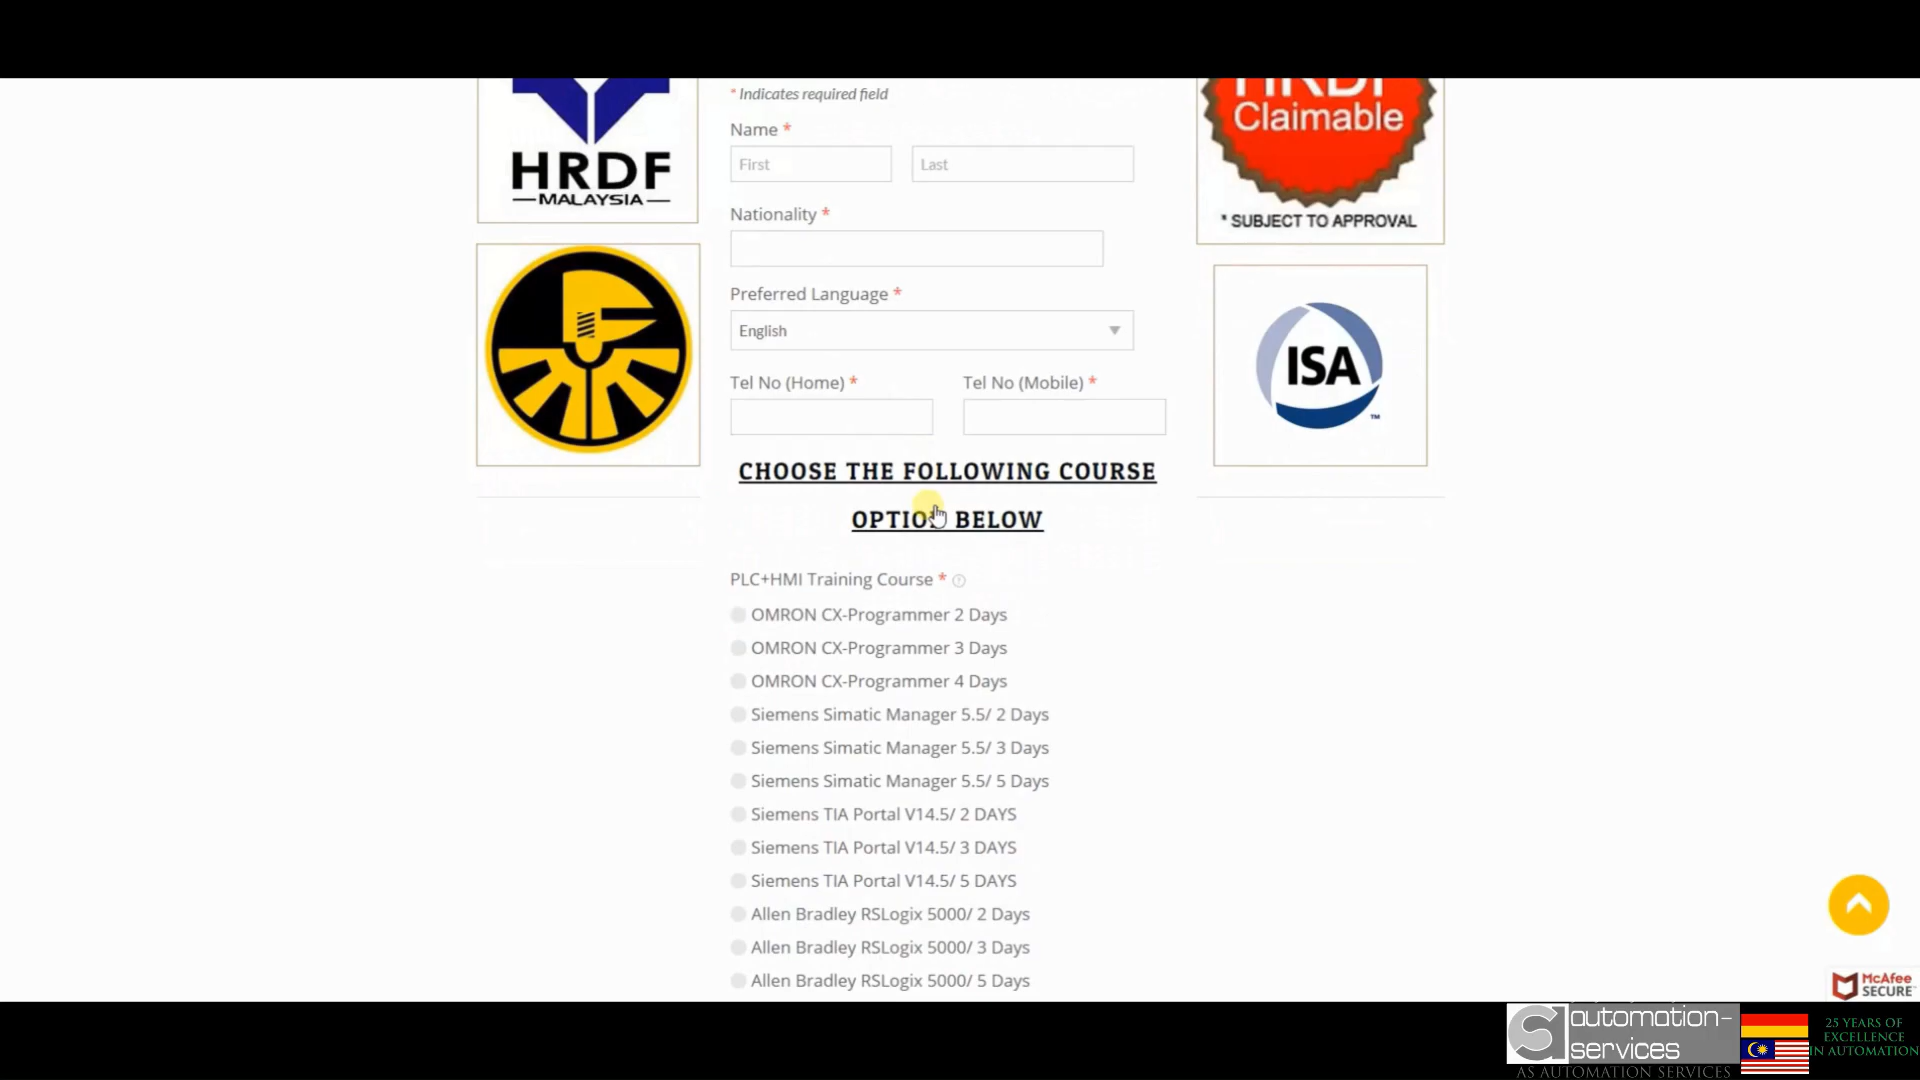 HRDF
MALAYSIA
* Indicates required field
Name *
First
Last
Nationality *
Preferred Language *
English
Tel No (Home) *
Tel No (Mobile) *
CHOOSE THE FOLLOWING COURSE
OPTION BELOW
PLC+HMI Training Course *
OMRON CX-Programmer 2 Days
OMRON CX-Programmer 3 Days
OMRON CX-Programmer 4 Days
Siemens Simatic Manager 5.5/ 2 Days
Siemens Simatic Manager 5.5/ 3 Days
Siemens Simatic Manager 5.5/ 5 Days
Siemens TIA Portal V14.5/ 2 DAYS
Siemens TIA Portal V14.5/ 3 DAYS
Siemens TIA Portal V14.5/ 5 DAYS
Allen Bradley RSLogix 5000/ 2 Days
Allen Bradley RSLogix 5000/ 3 Days
Allen Bradley RSLogix 5000/ 5 Days
HRDF
Claimable
* SUBJECT TO APPROVAL
ISA
TM
McAfee
SECURE
automation-
services
AS AUTOMATION SERVICES
25 YEARS OF
EXCELLENCE
IN AUTOMATION